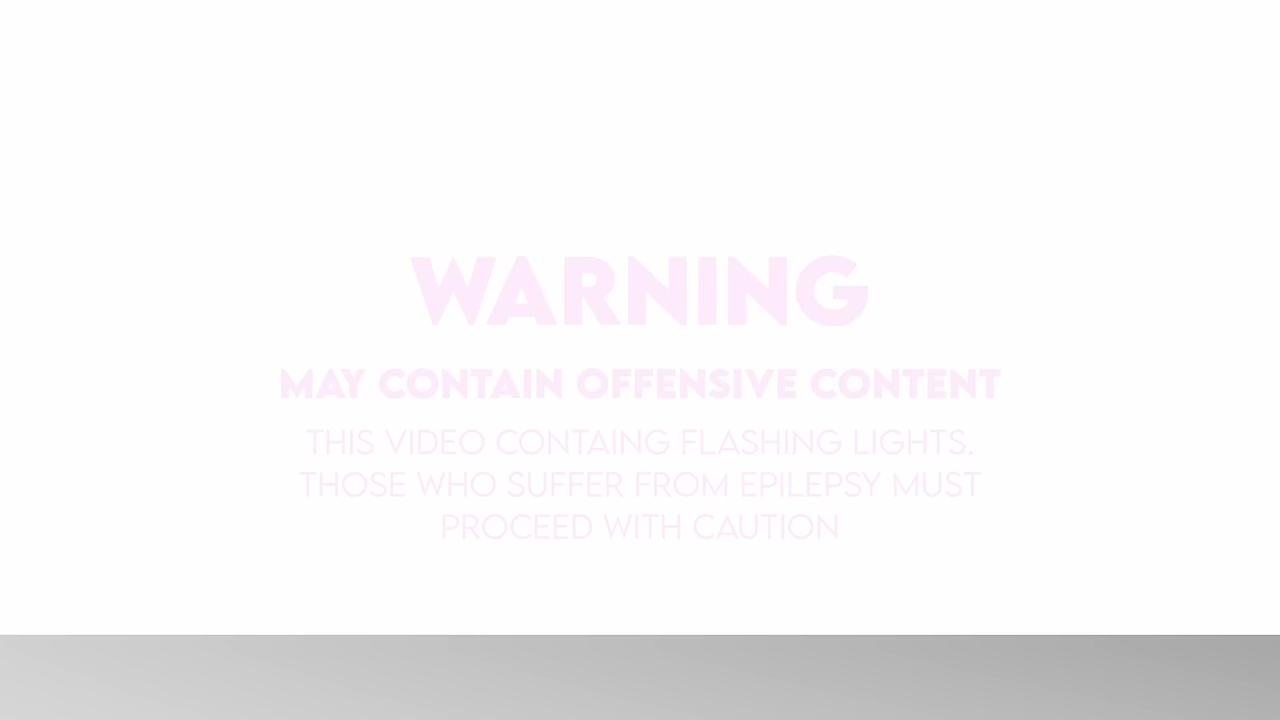 WARNING
MAY CONTAIN OFFENSIVE CONTENT
THIS VIDEO CONTAING FLASHING LIGHTS.
THOSE WHO SUFFER FROM EPILEPSY MUST
PROCEED WITH CAUTION